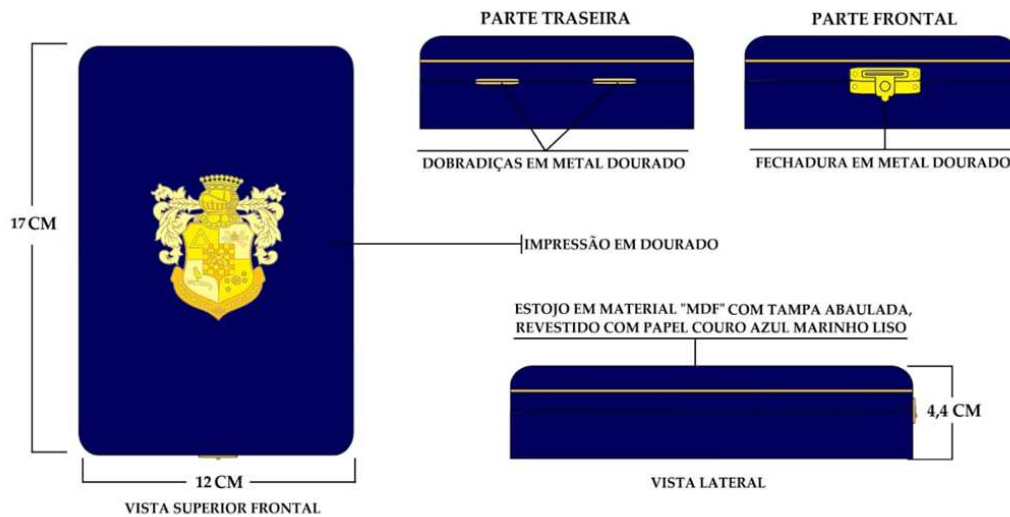 PARTE TRASEIRA
PARTE FRONTAL
DOBRADIÇAS EM METAL DOURADO
FECHADURA EM METAL DOURADO
17 CM
IMPRESSÃO EM DOURADO
ESTOJO EM MATERIAL "MDF" COM TAMPA ABAULADA,
REVESTIDO COM PAPEL COURO AZUL MARINHO LISO
4,4 CM
12 CM
VISTA LATERAL
VISTA SUPERIOR FRONTAL